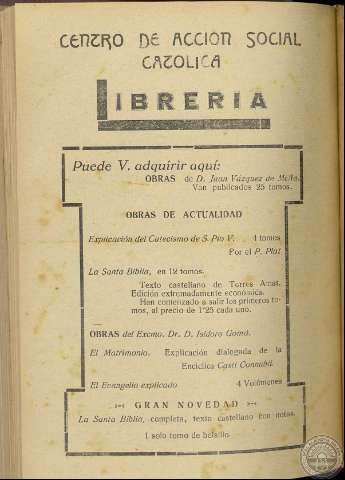 CENTRO DE ACCION SOCIAL
CATOLICA
LIBRERIA
Puede V. adquirir aquí:
OBRAS de D. Juan Vázquez de Mella.
Van publicados 25 tomos.
OBRAS DE ACTUALIDAD
Explicación del Catecismo de S. Pío V. 4 tomos
Por el P. Plat
La Santa Biblia, en 12 tomos.
Texto castellano de Torres Amat.
Edición extremadamente económica.
Han comenzado a salir los primeros to-
mos, al precio de 1'25 cada uno.
OBRAS del Excmo. Dr. D. Isidoro Gomá.
El Matrimonio. Explicación dialogada de la
Encíclica Casti Connubii.
El Evangelio explicado 4 Volúmenes
GRAN NOVEDAD
La Santa Biblia, completa, texto castellano con notas.
1 solo tomo de bolsillo